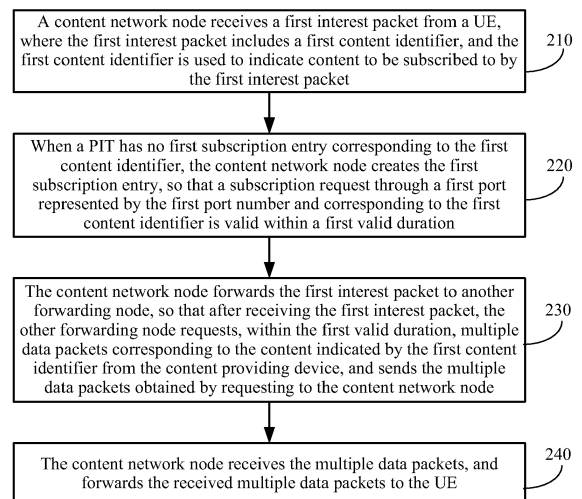 A content network node receives a first interest packet from a UE,
where the first interest packet includes a first content identifier, and the
first content identifier is used to indicate content to be subscribed to by
the first interest packet
210
When a PIT has no first subscription entry corresponding to the first
content identifier, the content network node creates the first
subscription entry, so that a subscription request through a first port
represented by the first port number and corresponding to the first
content identifier is valid within a first valid duration
220
The content network node forwards the first interest packet to another
forwarding node, so that after receiving the first interest packet, the
other forwarding node requests, within the first valid duration, multiple
data packets corresponding to the content indicated by the first content
identifier from the content providing device, and sends the multiple
data packets obtained by requesting to the content network node
230
The content network node receives the multiple data packets, and
forwards the received multiple data packets to the UE
240